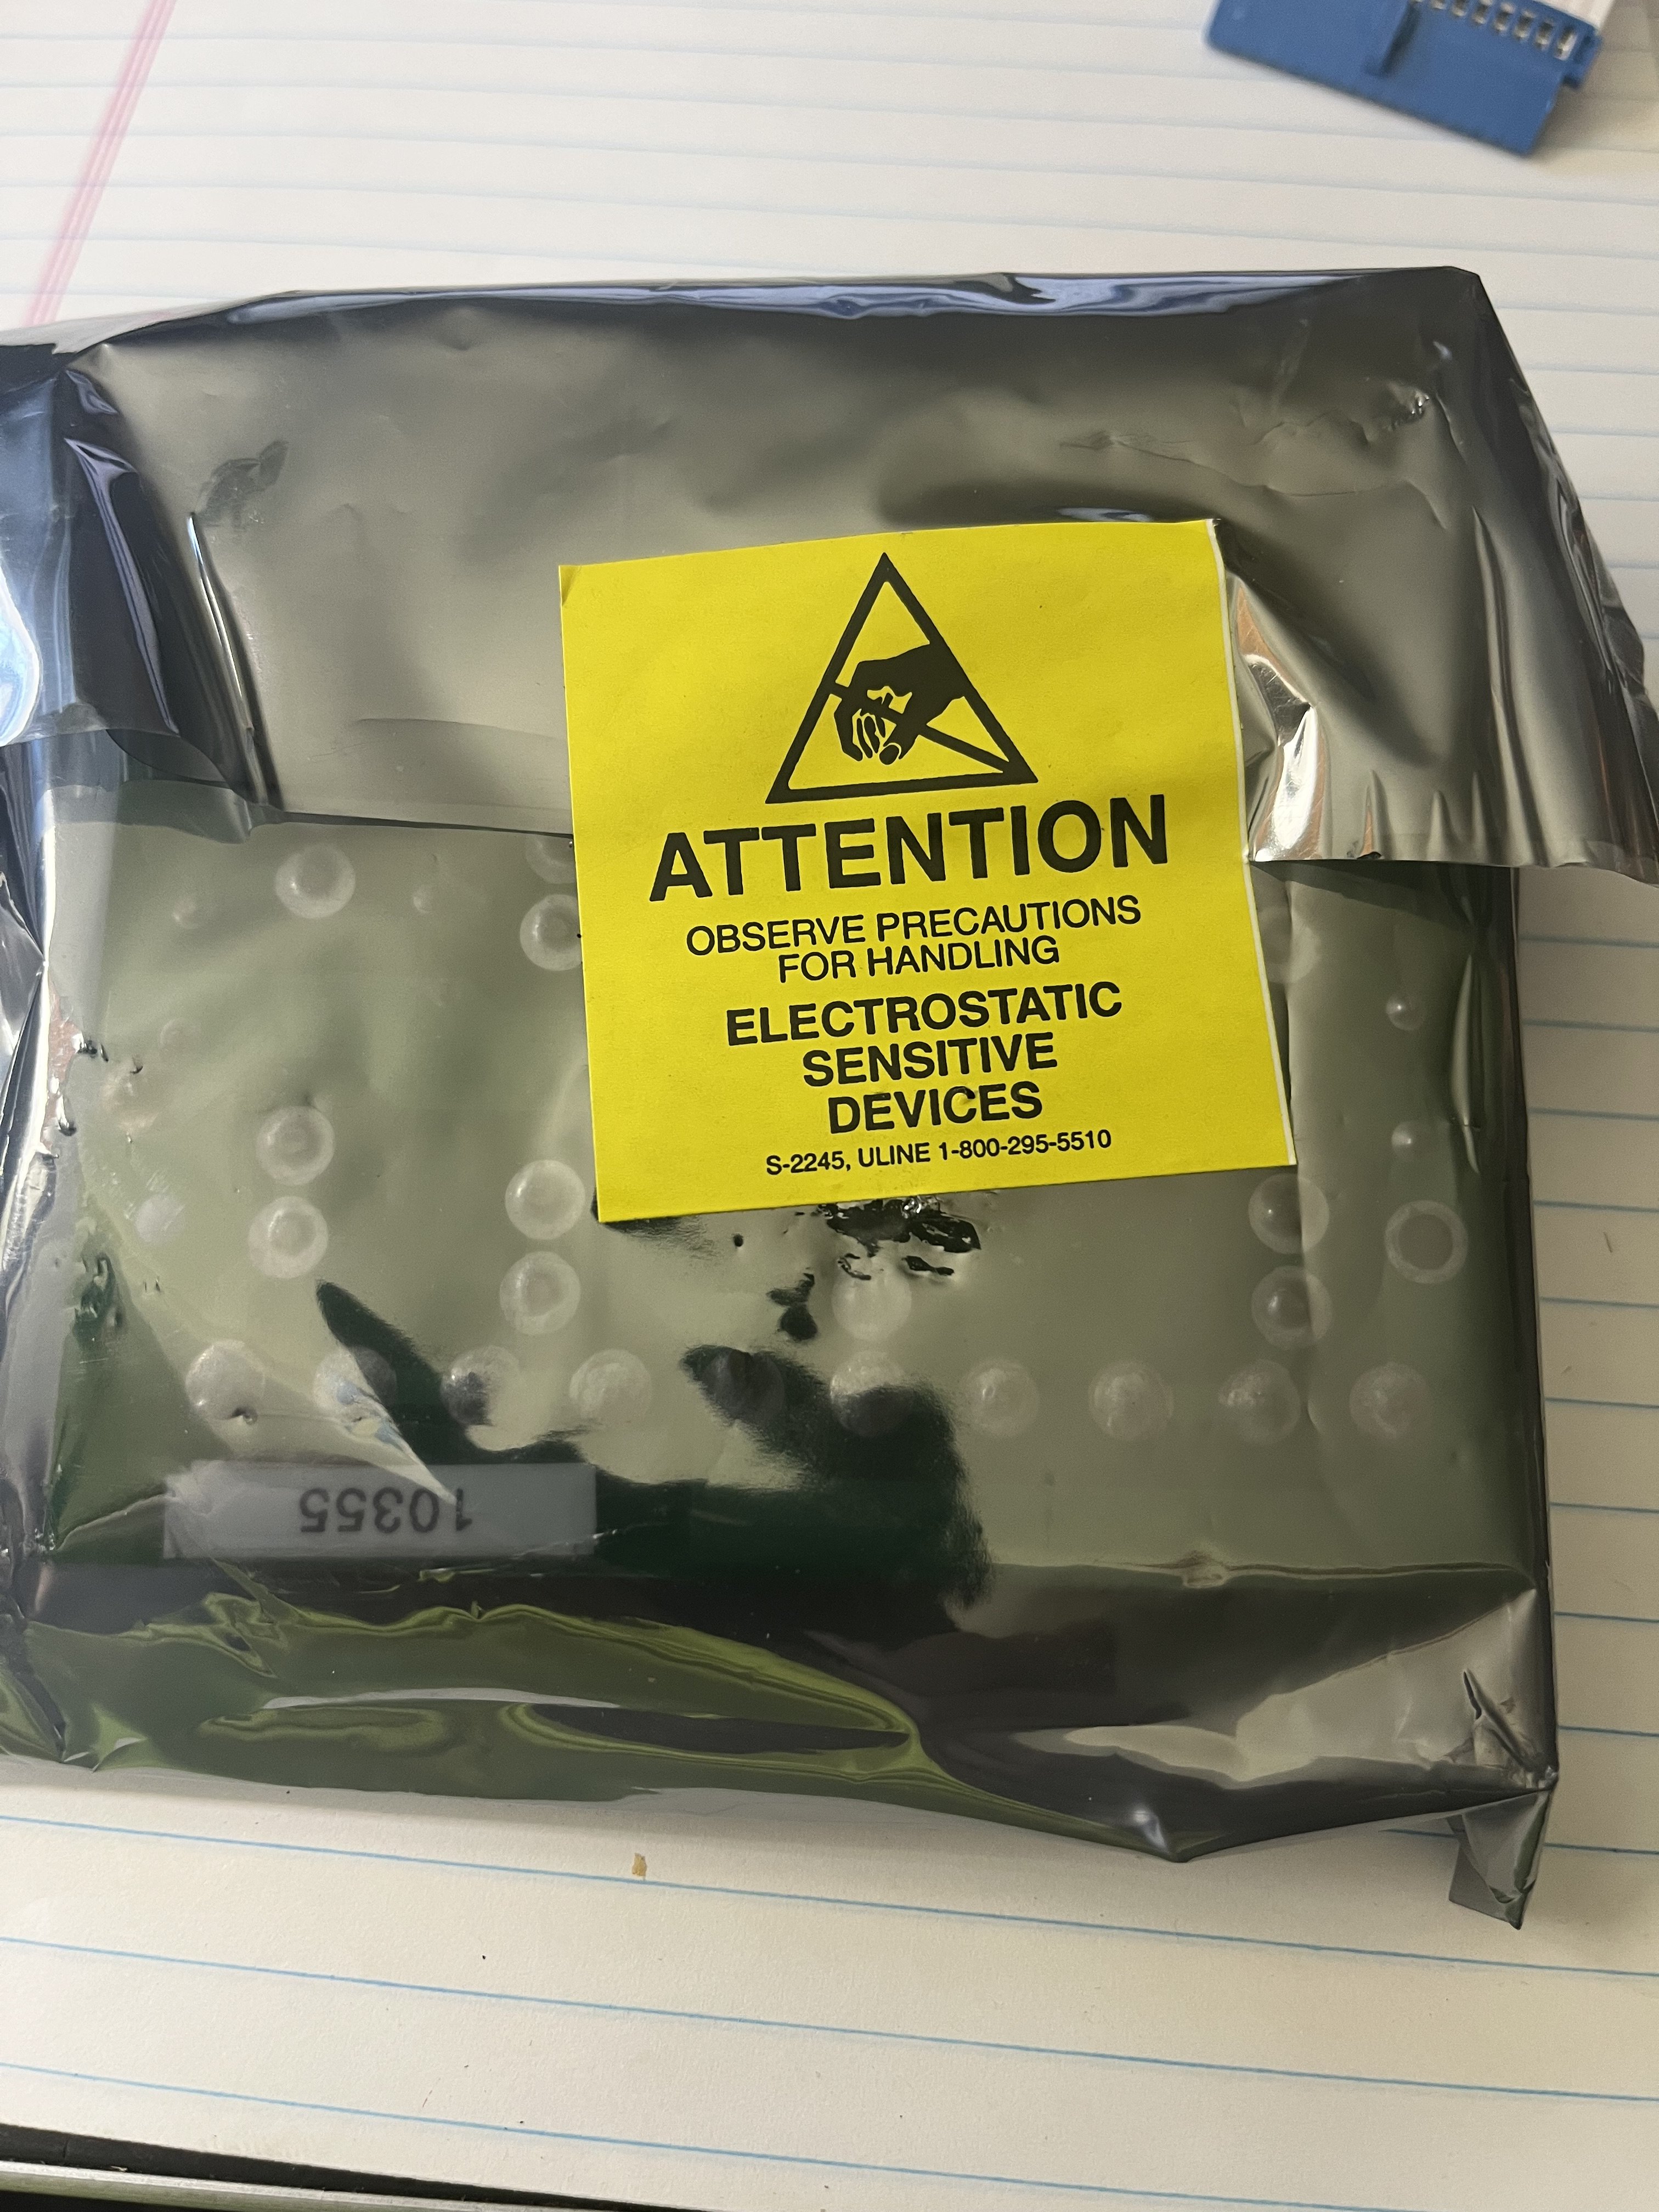 ATTENTION
OBSERVE PRECAUTIONS
FOR HANDLING
ELECTROSTATIC
SENSITIVE
DEVICES
S-2245, ULINE 1-800-295-5510
10355